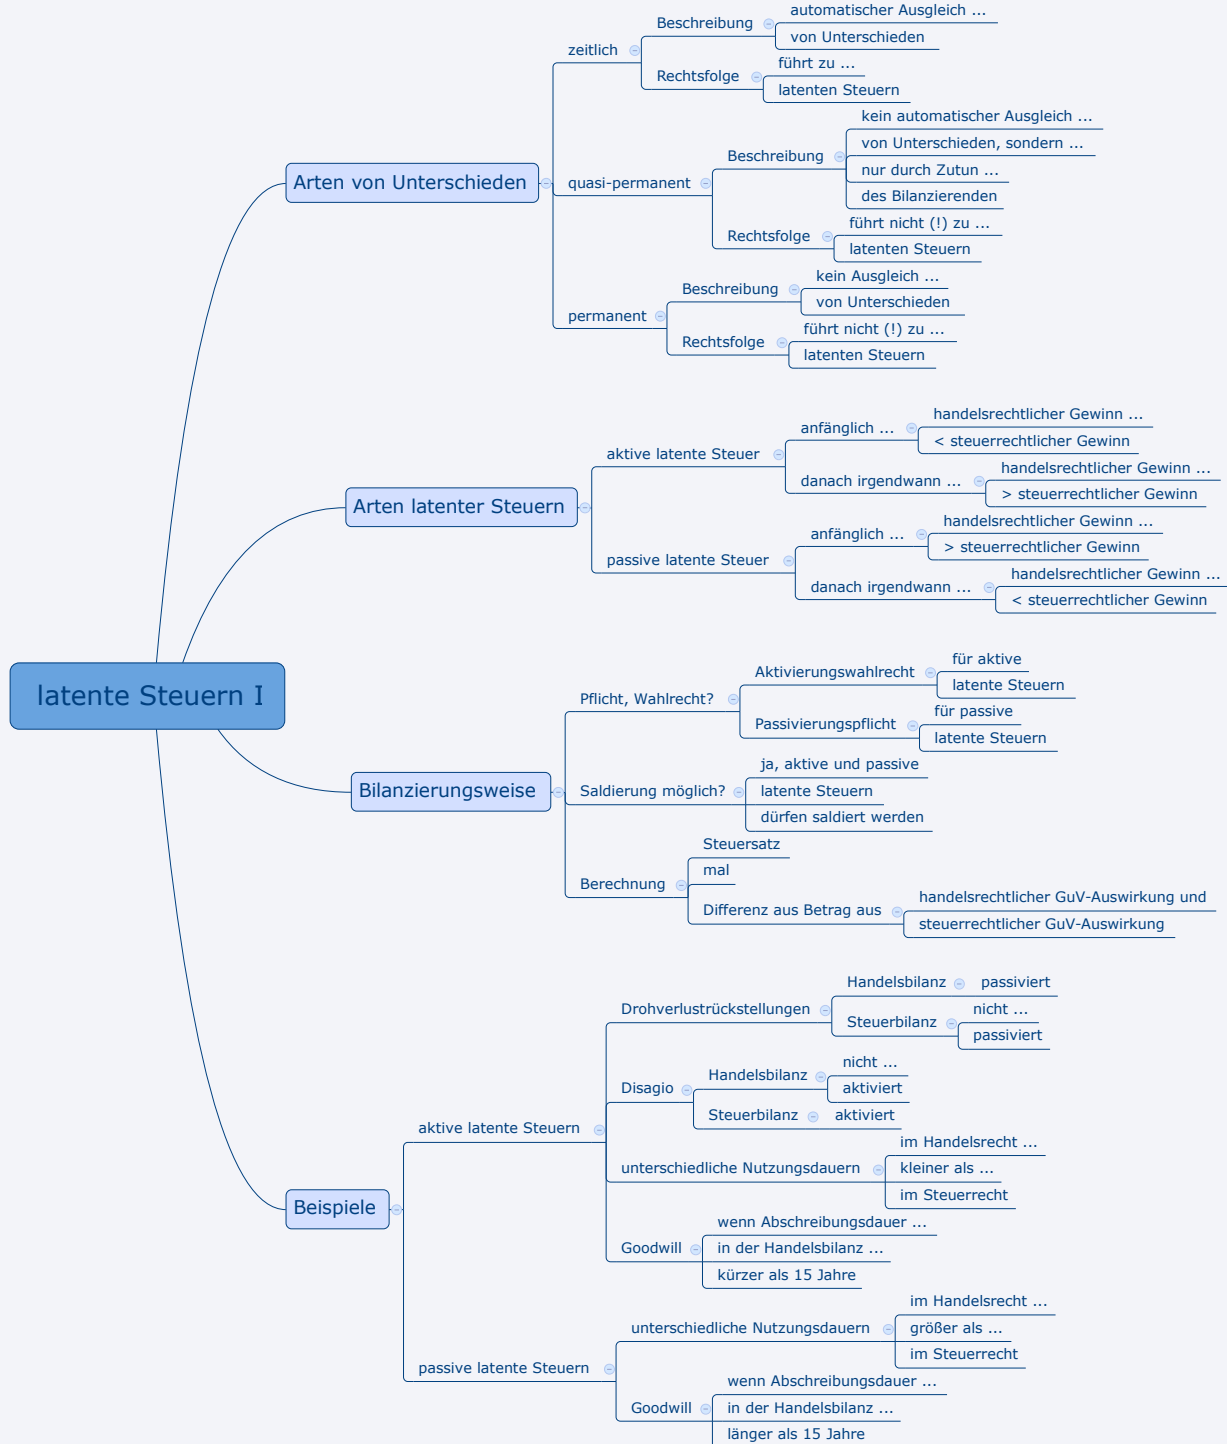 latente Steuern I
Arten von Unterschieden
zeitlich
Beschreibung
automatischer Ausgleich ...
von Unterschieden
Rechtsfolge
führt zu ...
latenten Steuern
quasi-permanent
Beschreibung
kein automatischer Ausgleich ...
von Unterschieden, sondern ...
nur durch Zutun ...
des Bilanzierenden
Rechtsfolge
führt nicht (!) zu ...
latenten Steuern
permanent
Beschreibung
kein Ausgleich ...
von Unterschieden
Rechtsfolge
führt nicht (!) zu ...
latenten Steuern
Arten latenter Steuern
aktive latente Steuer
anfänglich ...
handelsrechtlicher Gewinn ...
< steuerrechtlicher Gewinn
danach irgendwann ...
handelsrechtlicher Gewinn ...
> steuerrechtlicher Gewinn
passive latente Steuer
anfänglich ...
handelsrechtlicher Gewinn ...
> steuerrechtlicher Gewinn
danach irgendwann ...
handelsrechtlicher Gewinn ...
< steuerrechtlicher Gewinn
Bilanzierungsweise
Pflicht, Wahlrecht?
Aktivierungswahlrecht
für aktive
latente Steuern
Passivierungspflicht
für passive
latente Steuern
Saldierung möglich?
ja, aktive und passive
latente Steuern
dürfen saldiert werden
Berechnung
Steuersatz
mal
Differenz aus Betrag aus
handelsrechtlicher GuV-Auswirkung und
steuerrechtlicher GuV-Auswirkung
Beispiele
aktive latente Steuern
Drohverlustrückstellungen
Handelsbilanz
passiviert
Steuerbilanz
nicht ...
passiviert
Disagio
Handelsbilanz
nicht ...
aktiviert
Steuerbilanz
aktiviert
unterschiedliche Nutzungsdauern
im Handelsrecht ...
kleiner als ...
im Steuerrecht
Goodwill
wenn Abschreibungsdauer ...
in der Handelsbilanz ...
kürzer als 15 Jahre
passive latente Steuern
unterschiedliche Nutzungsdauern
im Handelsrecht ...
größer als ...
im Steuerrecht
Goodwill
wenn Abschreibungsdauer ...
in der Handelsbilanz ...
länger als 15 Jahre